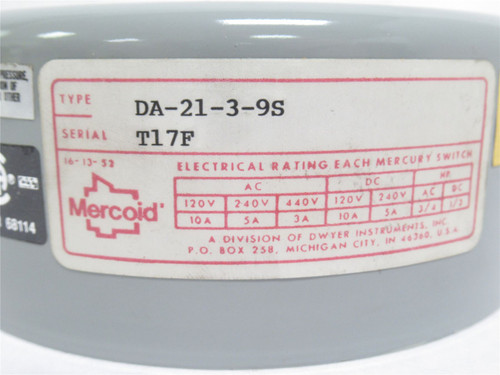 TYPE DA-21-3-9S
SERIAL T17F
16-13-53
ELECTRICAL RATING EACH MERCURY SWITCH
AC DC HP.
120V 240V 440V 120V 240V AC DC
10A 5A 3A 10A 5A 3/4 1/3
Mercoid
A DIVISION OF DWYER INSTRUMENTS, INC.
P.O. BOX 258, MICHIGAN CITY, IN 46360, U.S.A
OTHER
68114